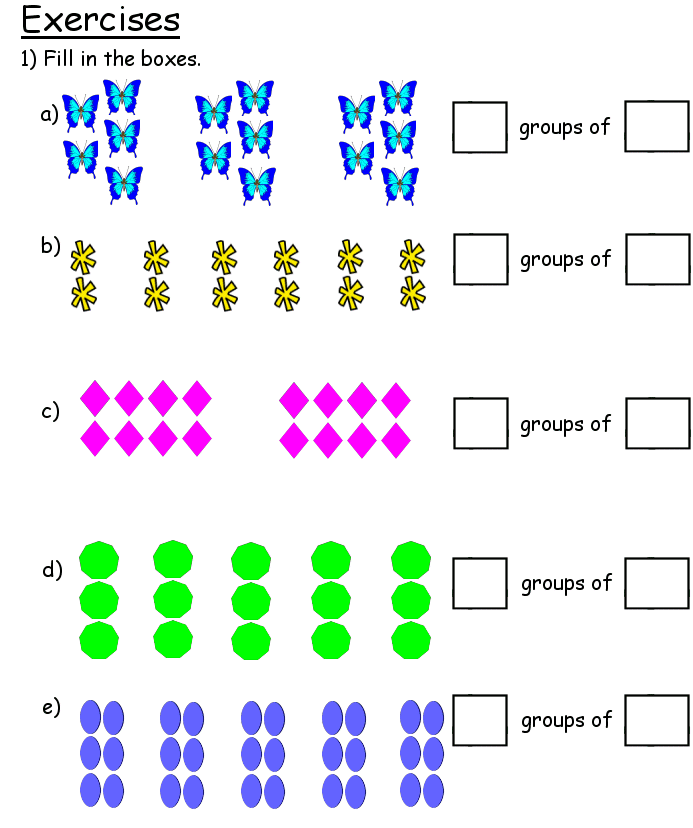 Exercises
1) Fill in the boxes.
a) groups of
b) groups of
c) groups of
d) groups of
e) groups of